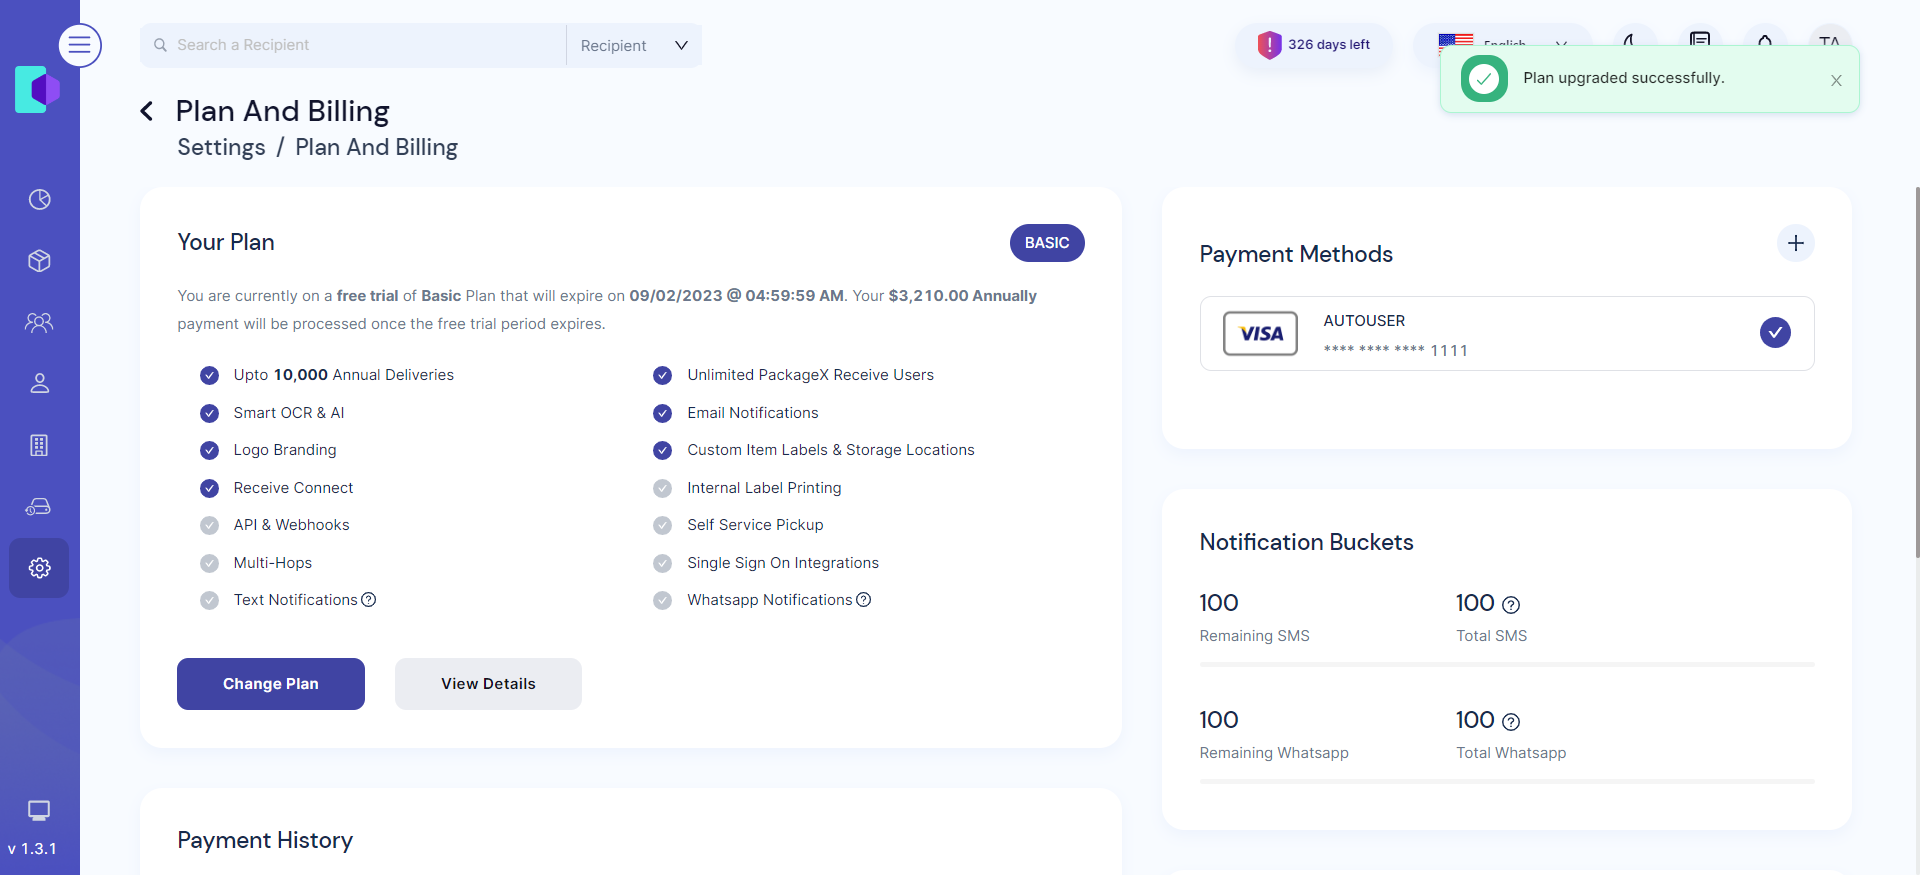 Search a Recipient
Recipient
326 days left
English
TA
Plan upgraded successfully.
Plan And Billing
Settings / Plan And Billing
Your Plan
BASIC
You are currently on a free trial of Basic Plan that will expire on 09/02/2023 @ 04:59:59 AM. Your $3,210.00 Annually
payment will be processed once the free trial period expires.
Upto 10,000 Annual Deliveries
Unlimited PackageX Receive Users
Smart OCR & AI
Email Notifications
Logo Branding
Custom Item Labels & Storage Locations
Receive Connect
Internal Label Printing
API & Webhooks
Self Service Pickup
Multi-Hops
Single Sign On Integrations
Text Notifications
Whatsapp Notifications
Change Plan
View Details
Payment History
Payment Methods
VISA
AUTOUSER
**** **** **** 1111
Notification Buckets
100
100
Remaining SMS
Total SMS
100
100
Remaining Whatsapp
Total Whatsapp
v 1.3.1